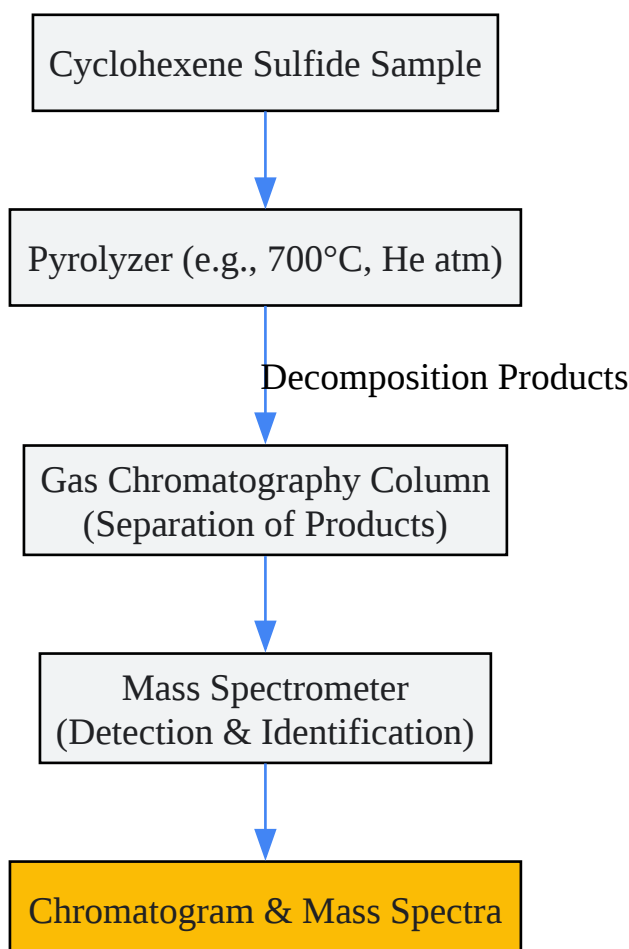 Cyclohexene Sulfide Sample
Pyrolyzer (e.g., 700°C, He atm)
Decomposition Products
Gas Chromatography Column
(Separation of Products)
Mass Spectrometer
(Detection & Identification)
Chromatogram & Mass Spectra